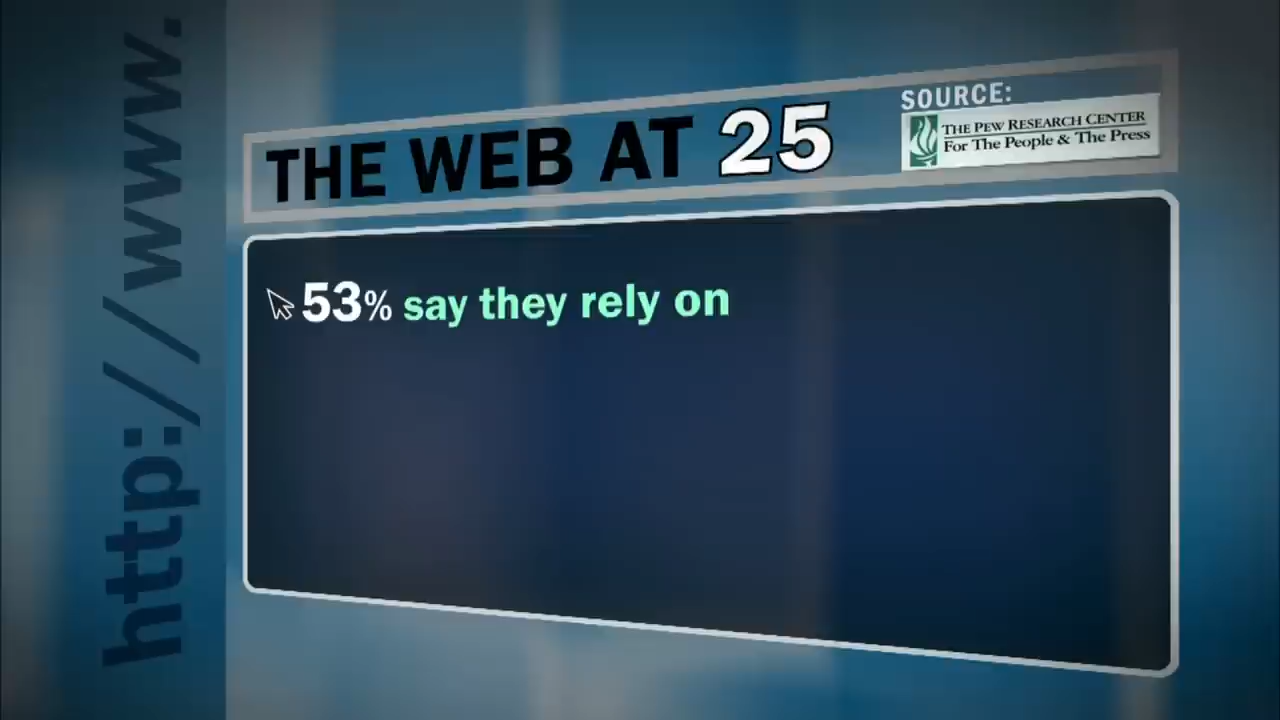 http://www.
THE WEB AT 25
SOURCE:
THE PEW RESEARCH CENTER
For The People & The Press
53% say they rely on